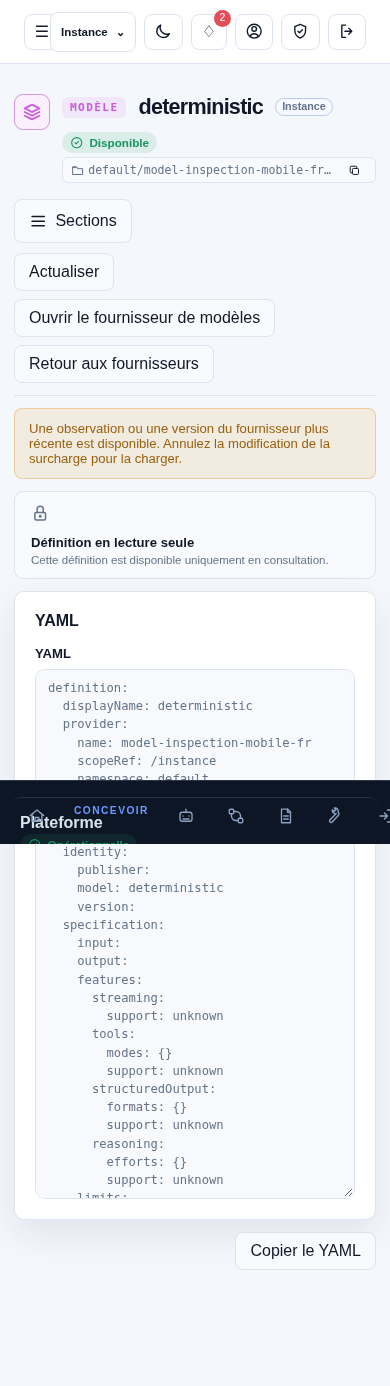 Instance
2
MODÈLE deterministic Instance
Disponible
default/model-inspection-mobile-fr…
Sections
Actualiser
Ouvrir le fournisseur de modèles
Retour aux fournisseurs
Une observation ou une version du fournisseur plus
récente est disponible. Annulez la modification de la
surcharge pour la charger.
Définition en lecture seule
Cette définition est disponible uniquement en consultation.
YAML
YAML
definition:
displayName: deterministic
provider:
name: model-inspection-mobile-fr
scopeRef: /instance
namespace: default
CONCEVOIR
Plateforme
Opérationnelle
identity:
publisher:
model: deterministic
version:
specification:
input:
output:
features:
streaming:
support: unknown
tools:
modes: {}
support: unknown
structuredOutput:
formats: {}
support: unknown
reasoning:
efforts: {}
support: unknown
limits:
Copier le YAML